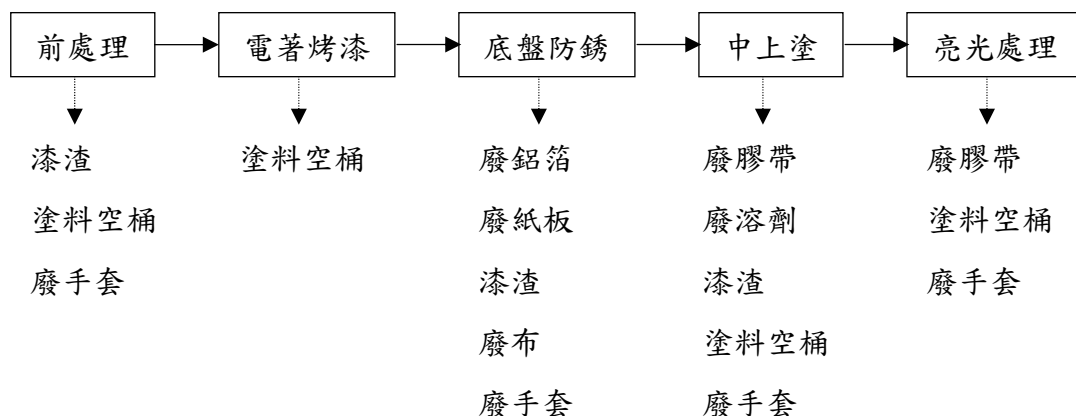 前處理
電著烤漆
底盤防銹
中上塗
亮光處理
漆渣
塗料空桶
廢手套
塗料空桶
廢鋁箔
廢紙板
漆渣
廢布
廢手套
廢膠帶
廢溶劑
漆渣
塗料空桶
廢手套
廢膠帶
塗料空桶
廢手套